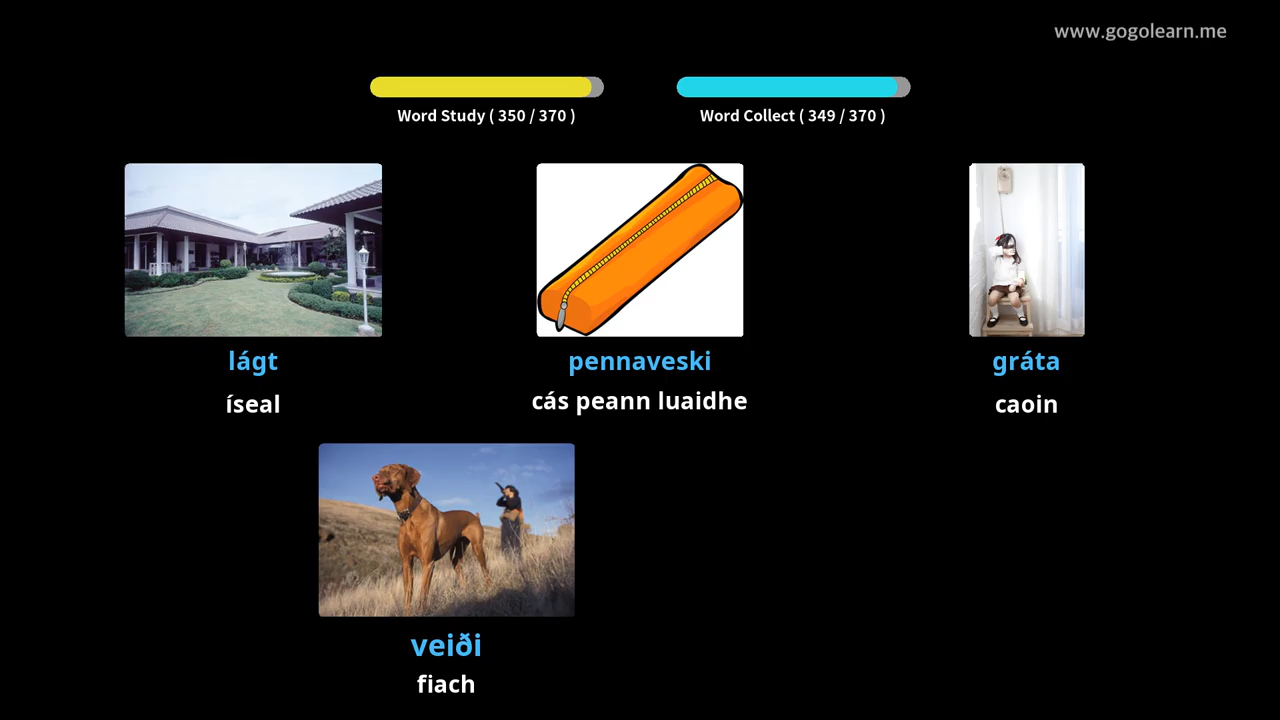 www.gogolearn.me
Word Study ( 350 / 370 )
Word Collect ( 349 / 370 )
lágt
íseal
pennaveski
cás peann luaidhe
gráta
caoin
veiði
fiach